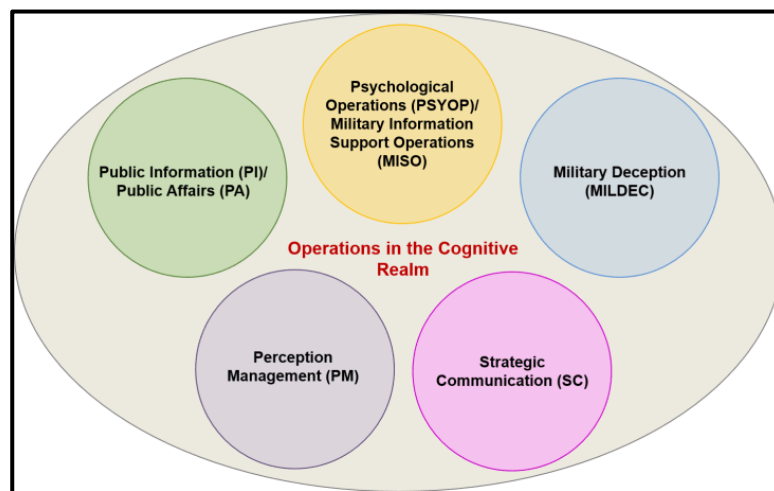 Psychological
Operations (PSYOP)/
Military Information
Support Operations
(MISO)
Public Information (PI)/
Public Affairs (PA)
Military Deception
(MILDEC)
Operations in the Cognitive
Realm
Perception
Management (PM)
Strategic
Communication (SC)